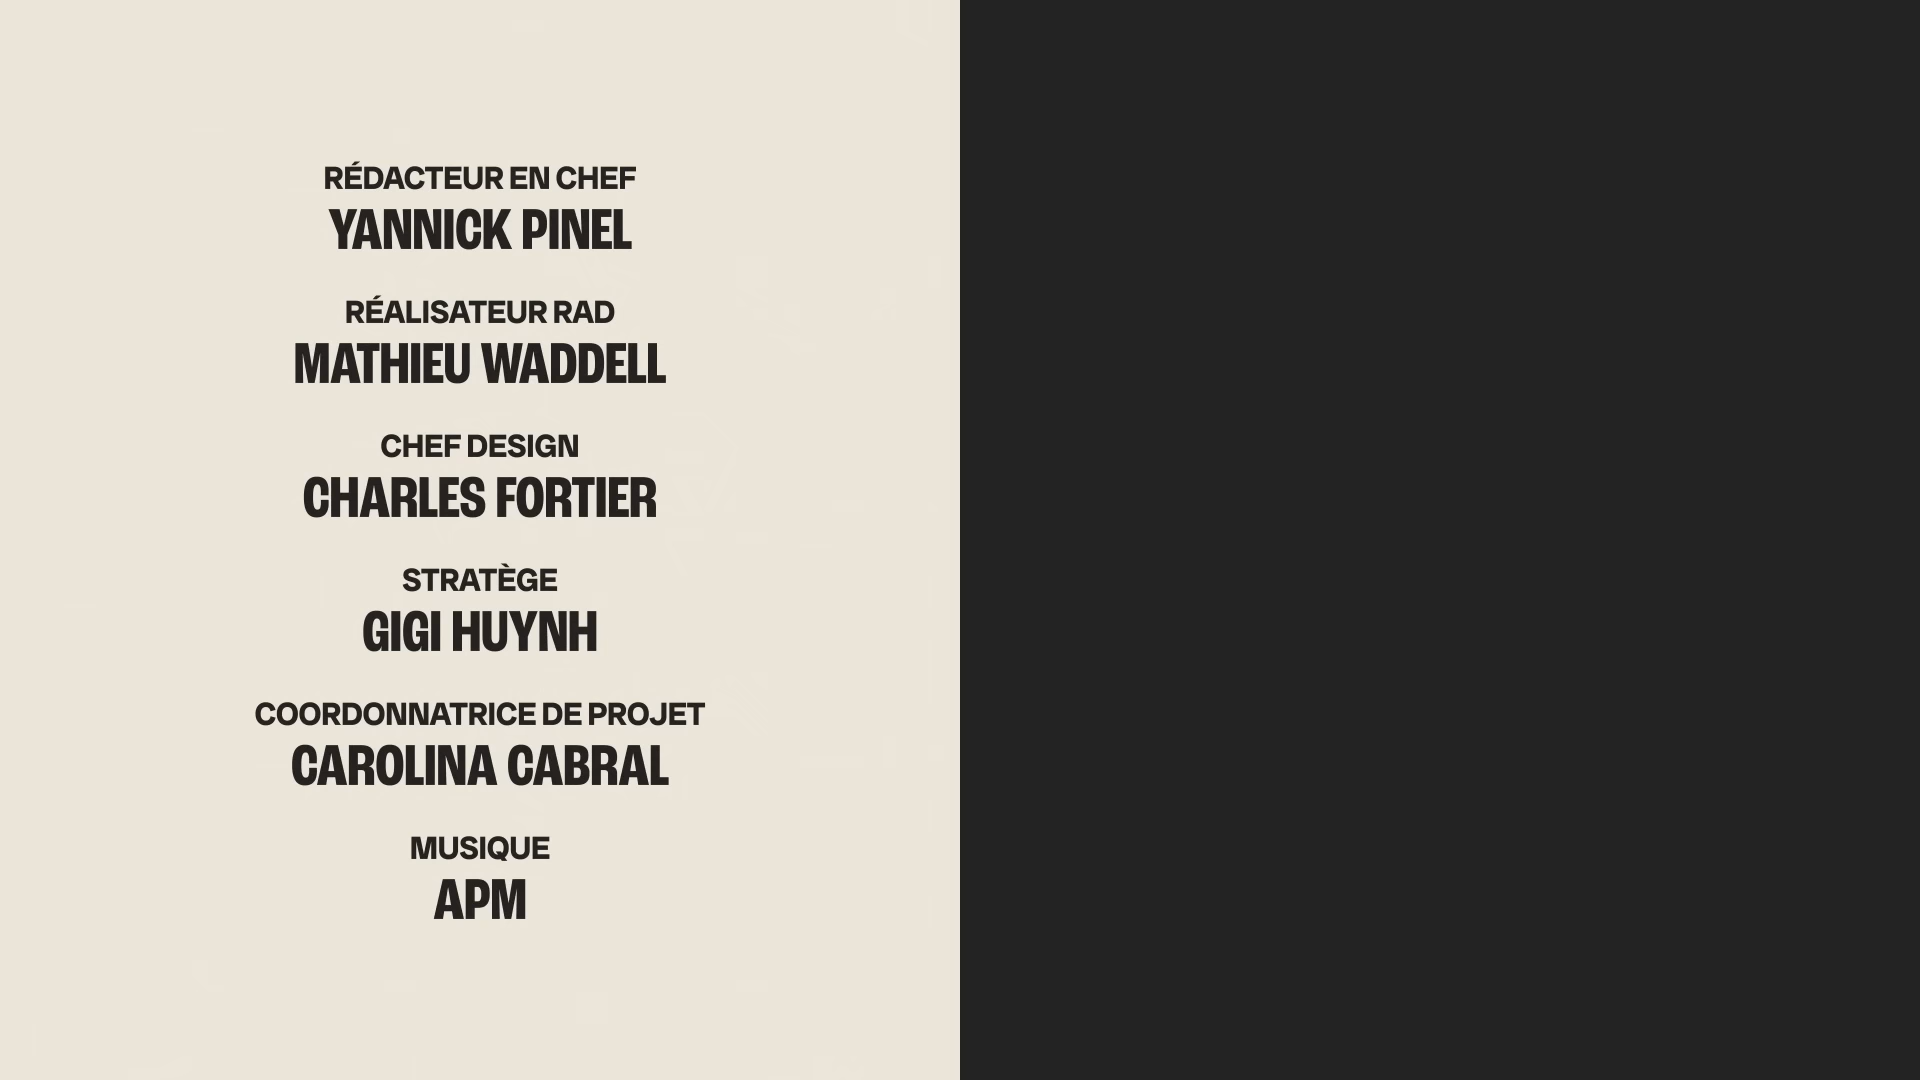 RÉDACTEUR EN CHEF
YANNICK PINEL
RÉALISATEUR RAD
MATHIEU WADDELL
CHEF DESIGN
CHARLES FORTIER
STRATÈGE
GIGI HUYNH
COORDONNATRICE DE PROJET
CAROLINA CABRAL
MUSIQUE
APM